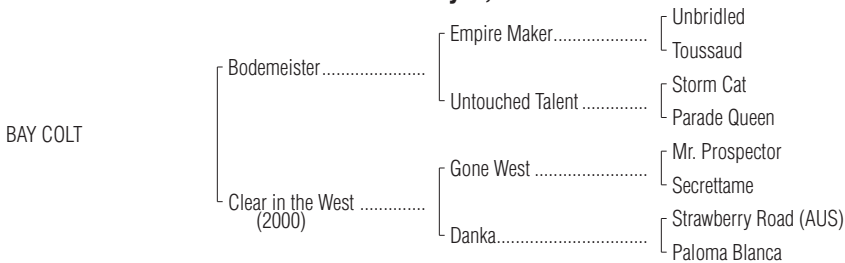 Unbridled
Empire Maker.....................
Toussaud
Bodemeister......................
Storm Cat
Untouched Talent ..............
Parade Queen
BAY COLT
Mr. Prospector
Gone West ........................
Secrettame
Clear in the West ..............
(2000)
Strawberry Road (AUS)
Danka................................
Paloma Blanca